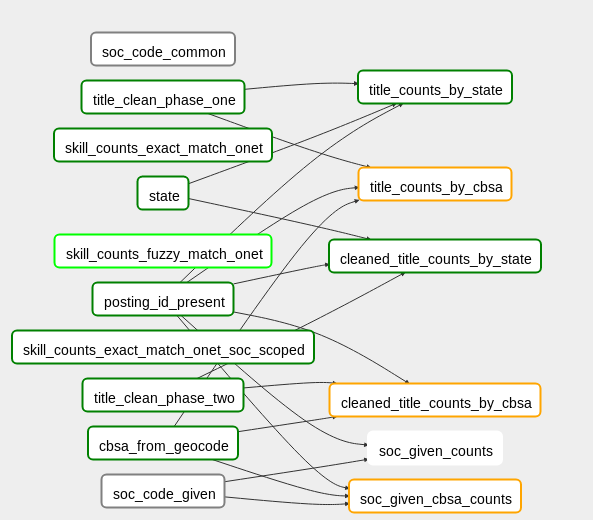 soc_code_common
title_clean_phase_one
title_counts_by_state
skill_counts_exact_match_onet
state
title_counts_by_cbsa
skill_counts_fuzzy_match_onet
cleaned_title_counts_by_state
posting_id_present
skill_counts_exact_match_onet_soc_scoped
title_clean_phase_two
cleaned_title_counts_by_cbsa
cbsa_from_geocode
soc_given_counts
soc_code_given
soc_given_cbsa_counts